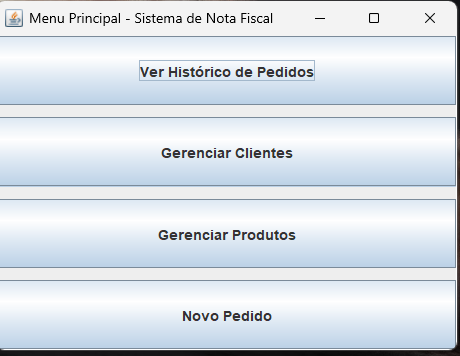 Menu Principal - Sistema de Nota Fiscal
Ver Histórico de Pedidos
Gerenciar Clientes
Gerenciar Produtos
Novo Pedido